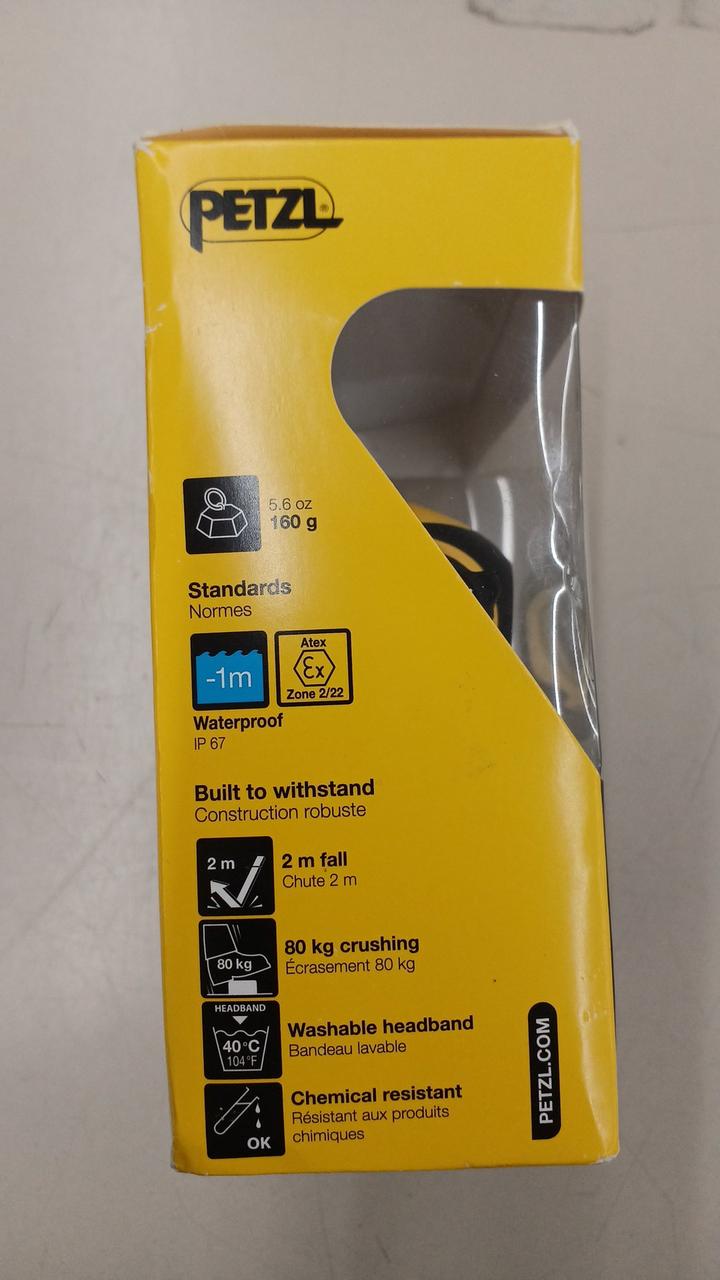 PETZL®
5.6 oz
160 g
Standards
Normes
-1m
Atex
Ex
Zone 2/22
Waterproof
IP 67
Built to withstand
Construction robuste
2 m
2 m fall
Chute 2 m
80 kg
80 kg crushing
Écrasement 80 kg
HEADBAND
40°C
104°F
Washable headband
Bandeau lavable
OK
Chemical resistant
Résistant aux produits
chimiques
PETZL.COM